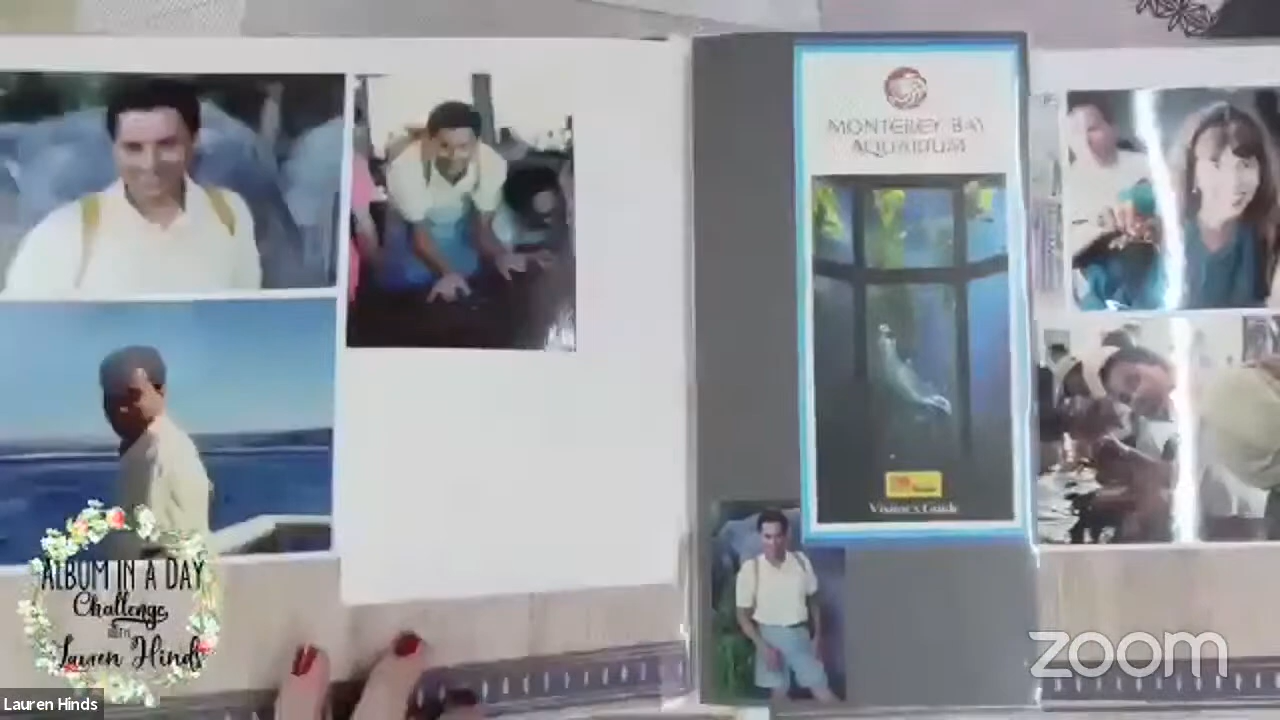 MONTEREY BAY
AQUARIUM
Visitor's Guide
ALBUM IN A DAY
Challenge
WITH
Lauren Hinds
zoom
Lauren Hinds